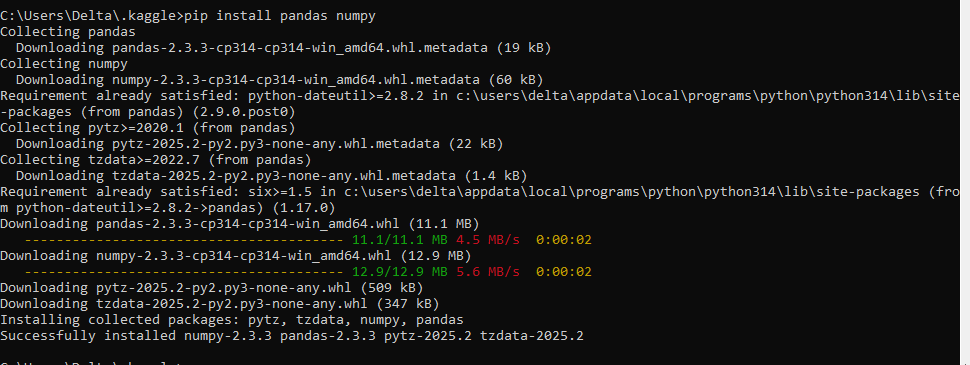 C:\Users\Delta\.kaggle>pip install pandas numpy
Collecting pandas
  Downloading pandas-2.3.3-cp314-cp314-win_amd64.whl.metadata (19 kB)
Collecting numpy
  Downloading numpy-2.3.3-cp314-cp314-win_amd64.whl.metadata (60 kB)
Requirement already satisfied: python-dateutil>=2.8.2 in c:\users\delta\appdata\local\programs\python\python314\lib\site
-packages (from pandas) (2.9.0.post0)
Collecting pytz>=2020.1 (from pandas)
  Downloading pytz-2025.2-py2.py3-none-any.whl.metadata (22 kB)
Collecting tzdata>=2022.7 (from pandas)
  Downloading tzdata-2025.2-py2.py3-none-any.whl.metadata (1.4 kB)
Requirement already satisfied: six>=1.5 in c:\users\delta\appdata\local\programs\python\python314\lib\site-packages (fro
m python-dateutil>=2.8.2->pandas) (1.17.0)
Downloading pandas-2.3.3-cp314-cp314-win_amd64.whl (11.1 MB)
   ---------------------------------------- 11.1/11.1 MB 4.5 MB/s  0:00:02
Downloading numpy-2.3.3-cp314-cp314-win_amd64.whl (12.9 MB)
   ---------------------------------------- 12.9/12.9 MB 5.6 MB/s  0:00:02
Downloading pytz-2025.2-py2.py3-none-any.whl (509 kB)
Downloading tzdata-2025.2-py2.py3-none-any.whl (347 kB)
Installing collected packages: pytz, tzdata, numpy, pandas
Successfully installed numpy-2.3.3 pandas-2.3.3 pytz-2025.2 tzdata-2025.2